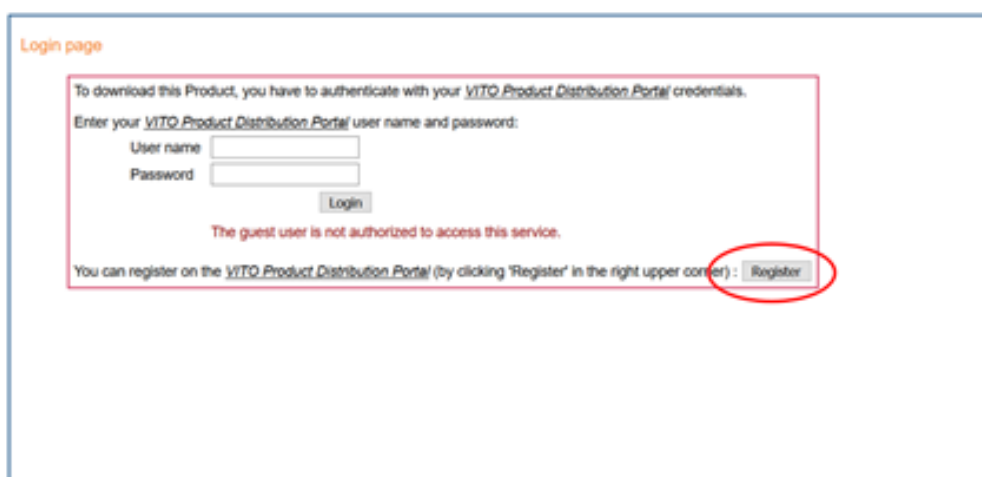 Login page
To download this Product, you have to authenticate with your VITO Product Distribution Portal credentials.
Enter your VITO Product Distribution Portal user name and password:
User name
Password
Login
The guest user is not authorized to access this service.
You can register on the VITO Product Distribution Portal (by clicking 'Register' in the right upper corner) : Register